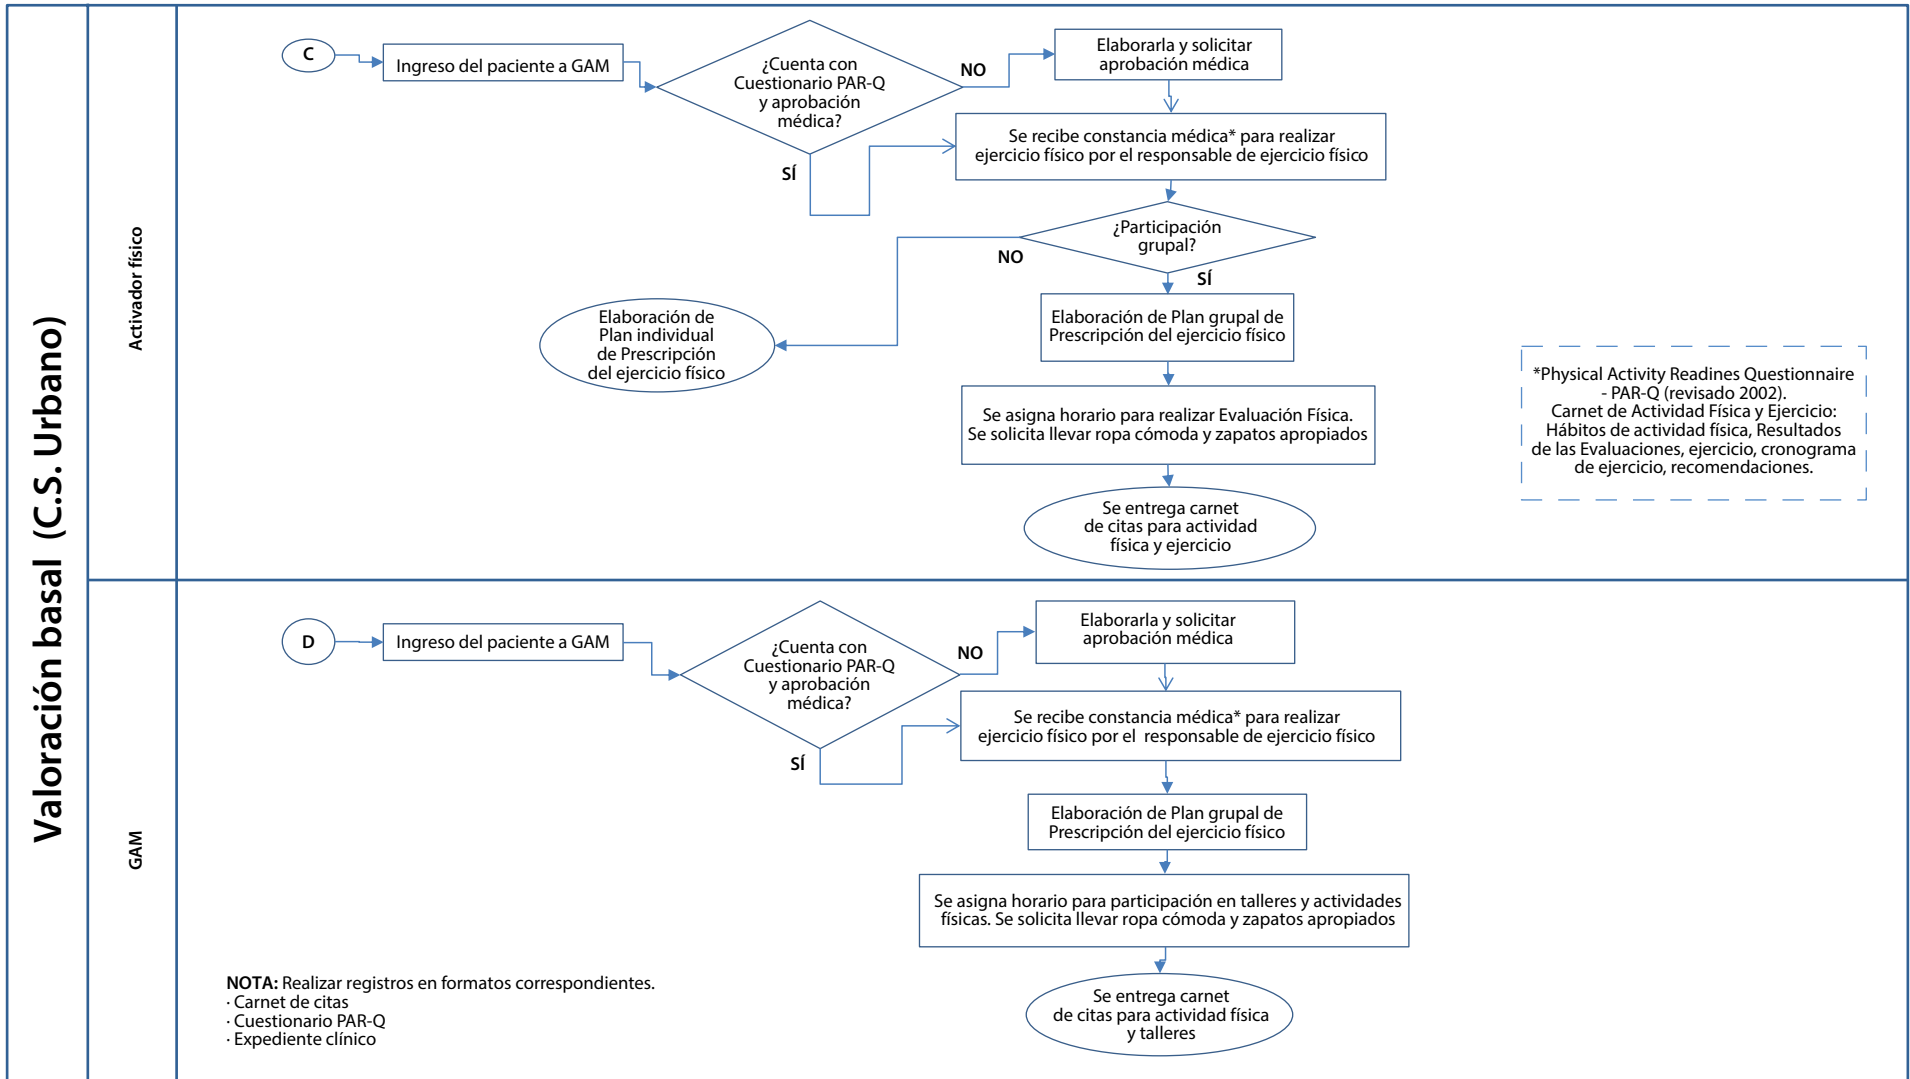 Valoración basal (C.S. Urbano)
Activador físico
C
Ingreso del paciente a GAM
¿Cuenta con
Cuestionario PAR-Q
y aprobación
médica?
NO
SÍ
Elaborarla y solicitar
aprobación médica
Se recibe constancia médica* para realizar
ejercicio físico por el responsable de ejercicio físico
¿Participación
grupal?
NO
SÍ
Elaboración de
Plan individual
de Prescripción
del ejercicio físico
Elaboración de Plan grupal de
Prescripción del ejercicio físico
Se asigna horario para realizar Evaluación Física.
Se solicita llevar ropa cómoda y zapatos apropiados
Se entrega carnet
de citas para actividad
física y ejercicio
*Physical Activity Readines Questionnaire
- PAR-Q (revisado 2002).
Carnet de Actividad Física y Ejercicio:
Hábitos de actividad física, Resultados
de las Evaluaciones, ejercicio, cronograma
de ejercicio, recomendaciones.
GAM
D
Ingreso del paciente a GAM
¿Cuenta con
Cuestionario PAR-Q
y aprobación
médica?
NO
SÍ
Elaborarla y solicitar
aprobación médica
Se recibe constancia médica* para realizar
ejercicio físico por el responsable de ejercicio físico
Elaboración de Plan grupal de
Prescripción del ejercicio físico
Se asigna horario para participación en talleres y actividades
físicas. Se solicita llevar ropa cómoda y zapatos apropiados
Se entrega carnet
de citas para actividad física
y talleres
NOTA: Realizar registros en formatos correspondientes.
· Carnet de citas
· Cuestionario PAR-Q
· Expediente clínico